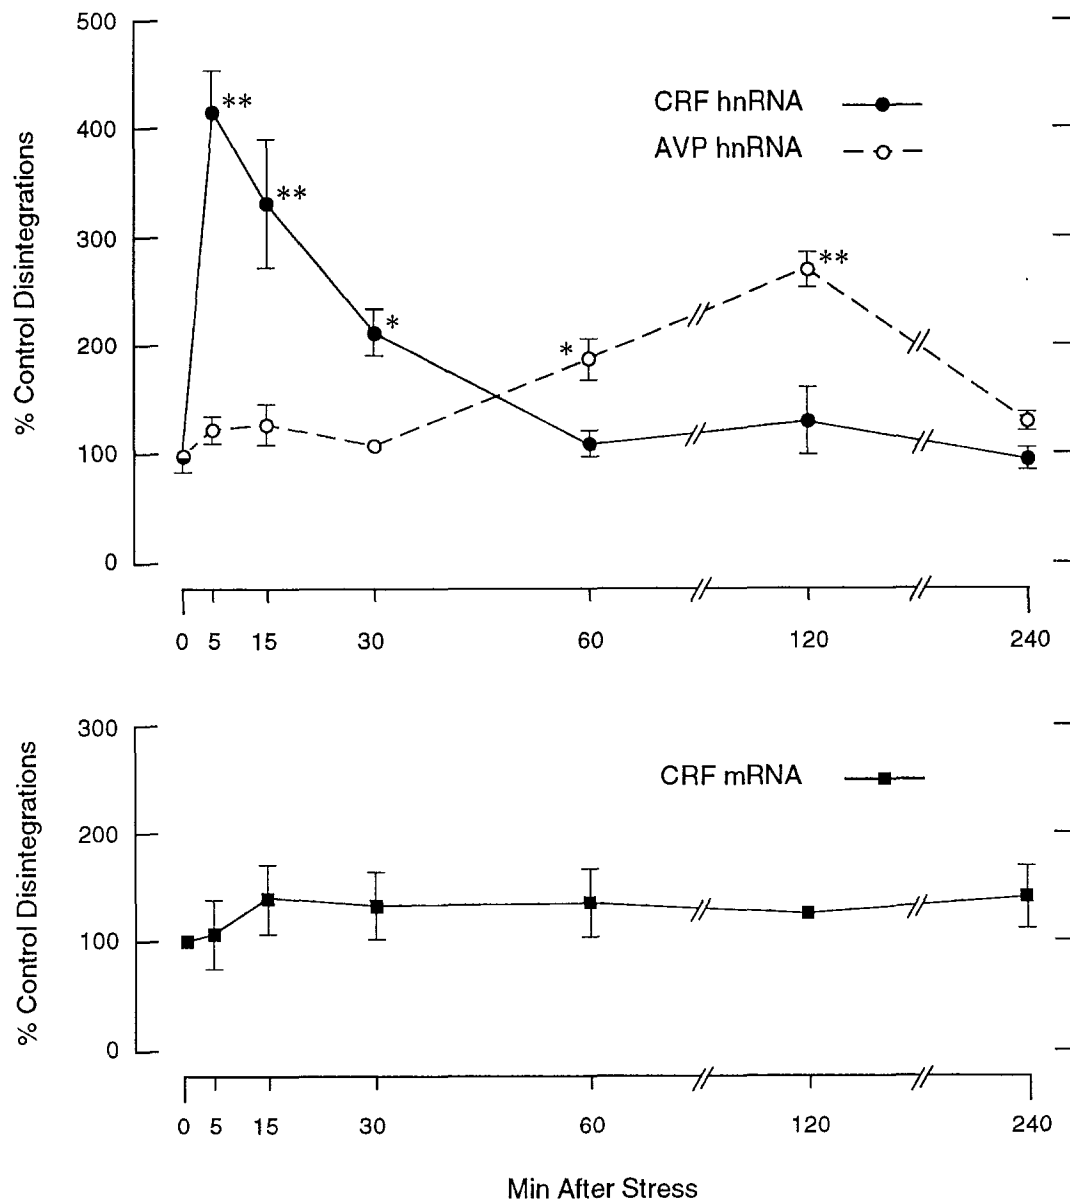 500
400
300
200
100
0
% Control Disintegrations
CRF hnRNA
AVP hnRNA
**
**
*
*
**
0 5 15 30 60 120 240
300
200
100
0
% Control Disintegrations
CRF mRNA
0 5 15 30 60 120 240
Min After Stress